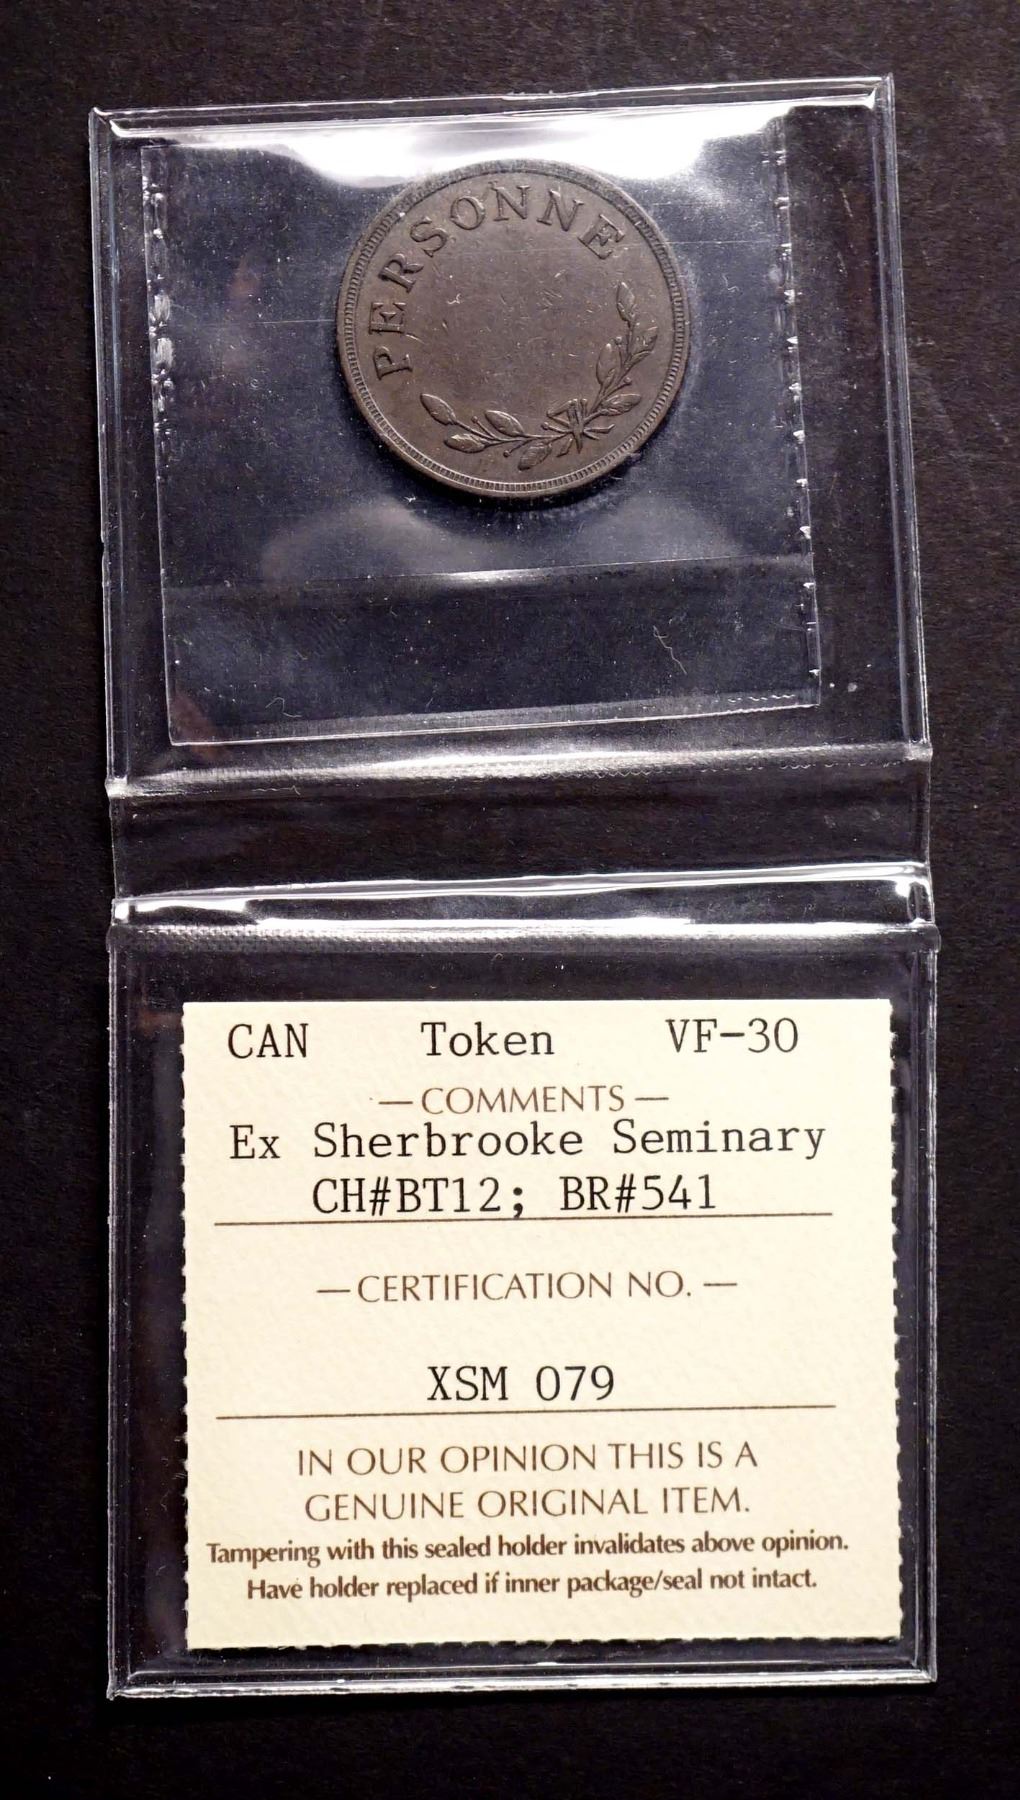 PERSONNE
CAN Token VF-30
—COMMENTS—
Ex Sherbrooke Seminary
CH#BT12; BR#541
—CERTIFICATION NO.—
XSM 079
IN OUR OPINION THIS IS A
GENUINE ORIGINAL ITEM.
Tampering with this sealed holder invalidates above opinion.
Have holder replaced if inner package/seal not intact.